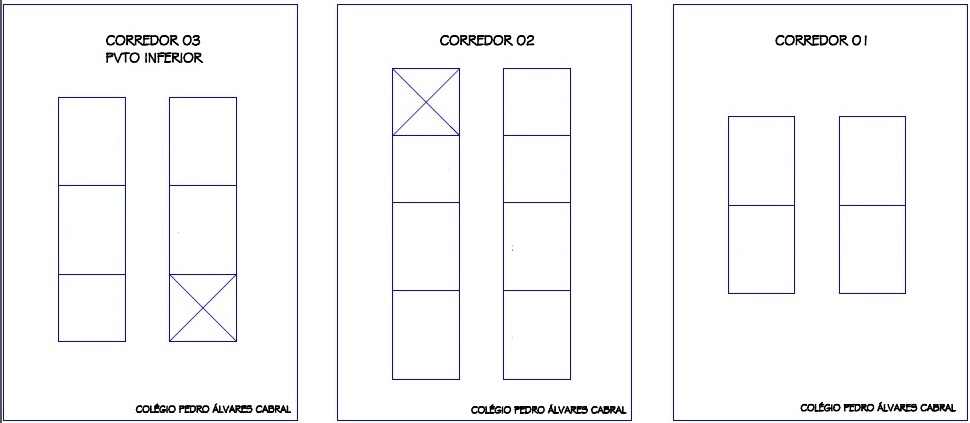 CORREDOR 03
PVTO INFERIOR
COLÉGIO PEDRO ÁLVARES CABRAL
CORREDOR 02
COLÉGIO PEDRO ÁLVARES CABRAL
CORREDOR 01
COLÉGIO PEDRO ÁLVARES CABRAL